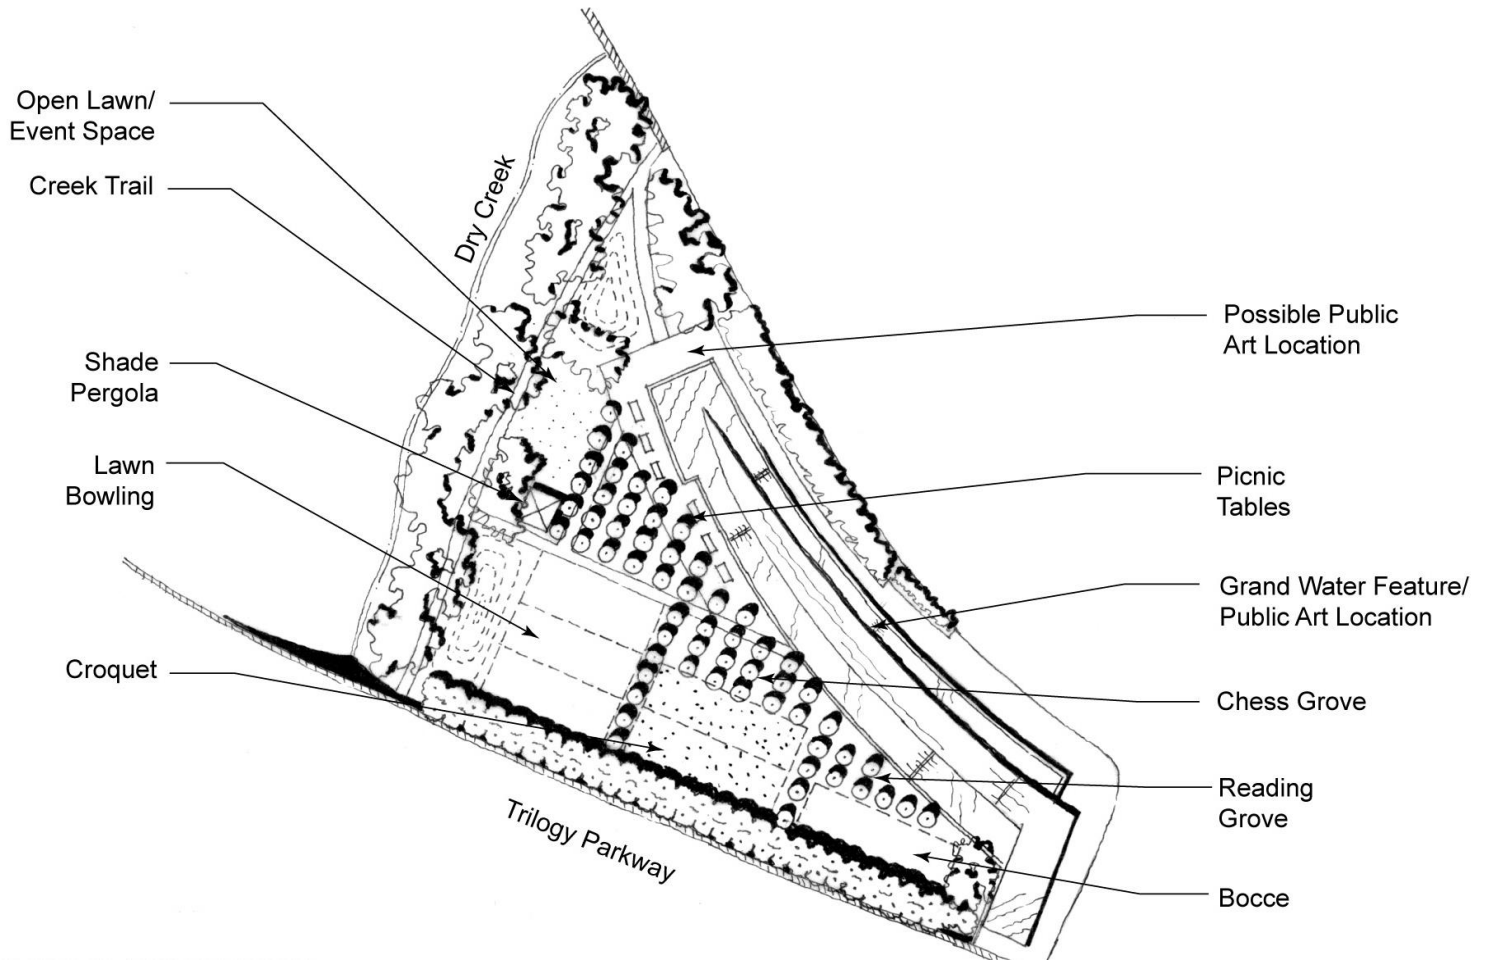 Open Lawn/
Event Space
Creek Trail
Dry Creek
Shade
Pergola
Lawn
Bowling
Croquet
Trilogy Parkway
Possible Public
Art Location
Picnic
Tables
Grand Water Feature/
Public Art Location
Chess Grove
Reading
Grove
Bocce